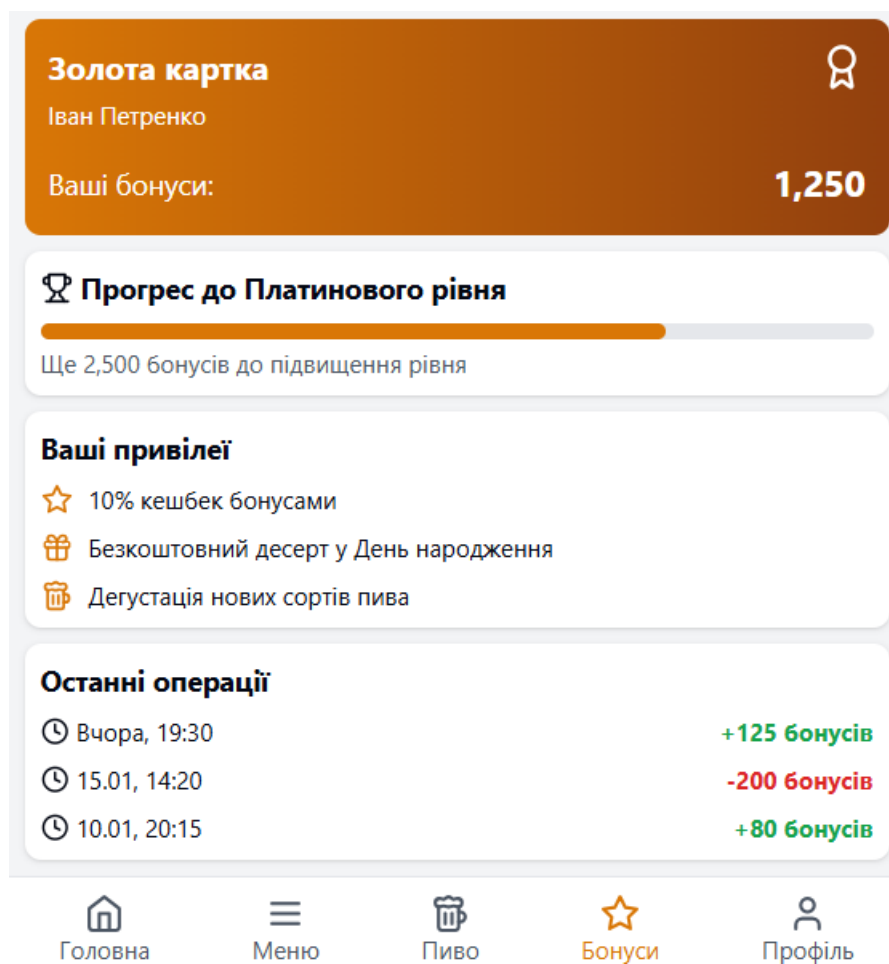 Золота картка
Іван Петренко
Ваші бонуси:
1,250
Прогрес до Платинового рівня
Ще 2,500 бонусів до підвищення рівня
Ваші привілеї
10% кешбек бонусами
Безкоштовний десерт у День народження
Дегустація нових сортів пива
Останні операції
Вчора, 19:30
+125 бонусів
15.01, 14:20
-200 бонусів
10.01, 20:15
+80 бонусів
Головна
Меню
Пиво
Бонуси
Профіль